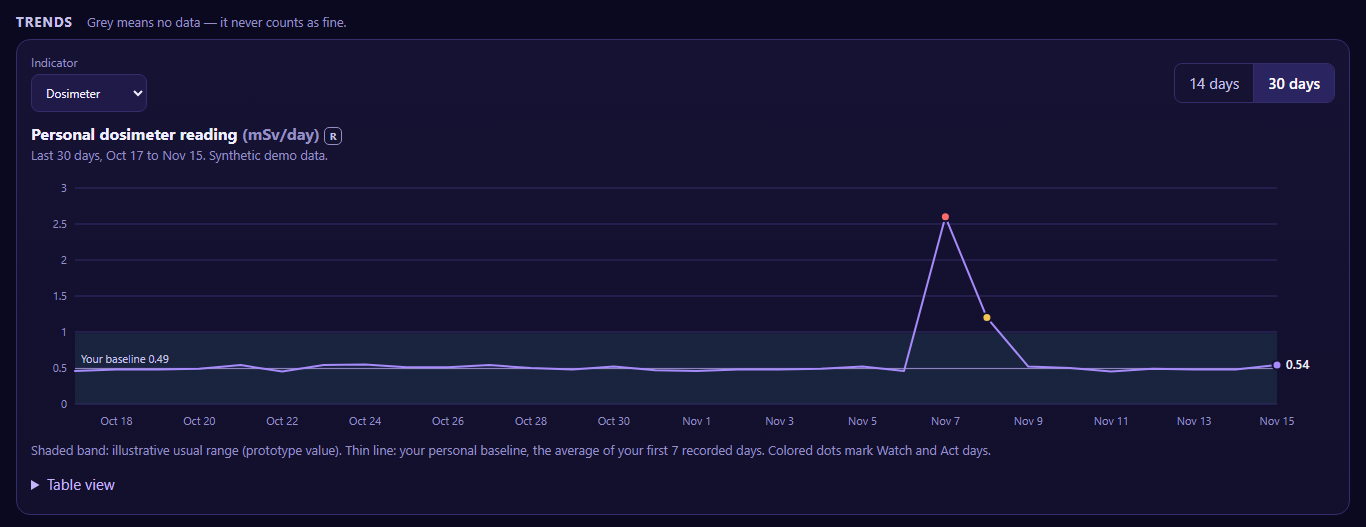 TRENDS Grey means no data — it never counts as fine.
Indicator
Dosimeter
14 days 30 days
Personal dosimeter reading (mSv/day) R
Last 30 days, Oct 17 to Nov 15. Synthetic demo data.
3
2.5
2
1.5
1
Your baseline 0.49
0.5
0.54
0
Oct 18 Oct 20 Oct 22 Oct 24 Oct 26 Oct 28 Oct 30 Nov 1 Nov 3 Nov 5 Nov 7 Nov 9 Nov 11 Nov 13 Nov 15
Shaded band: illustrative usual range (prototype value). Thin line: your personal baseline, the average of your first 7 recorded days. Colored dots mark Watch and Act days.
Table view